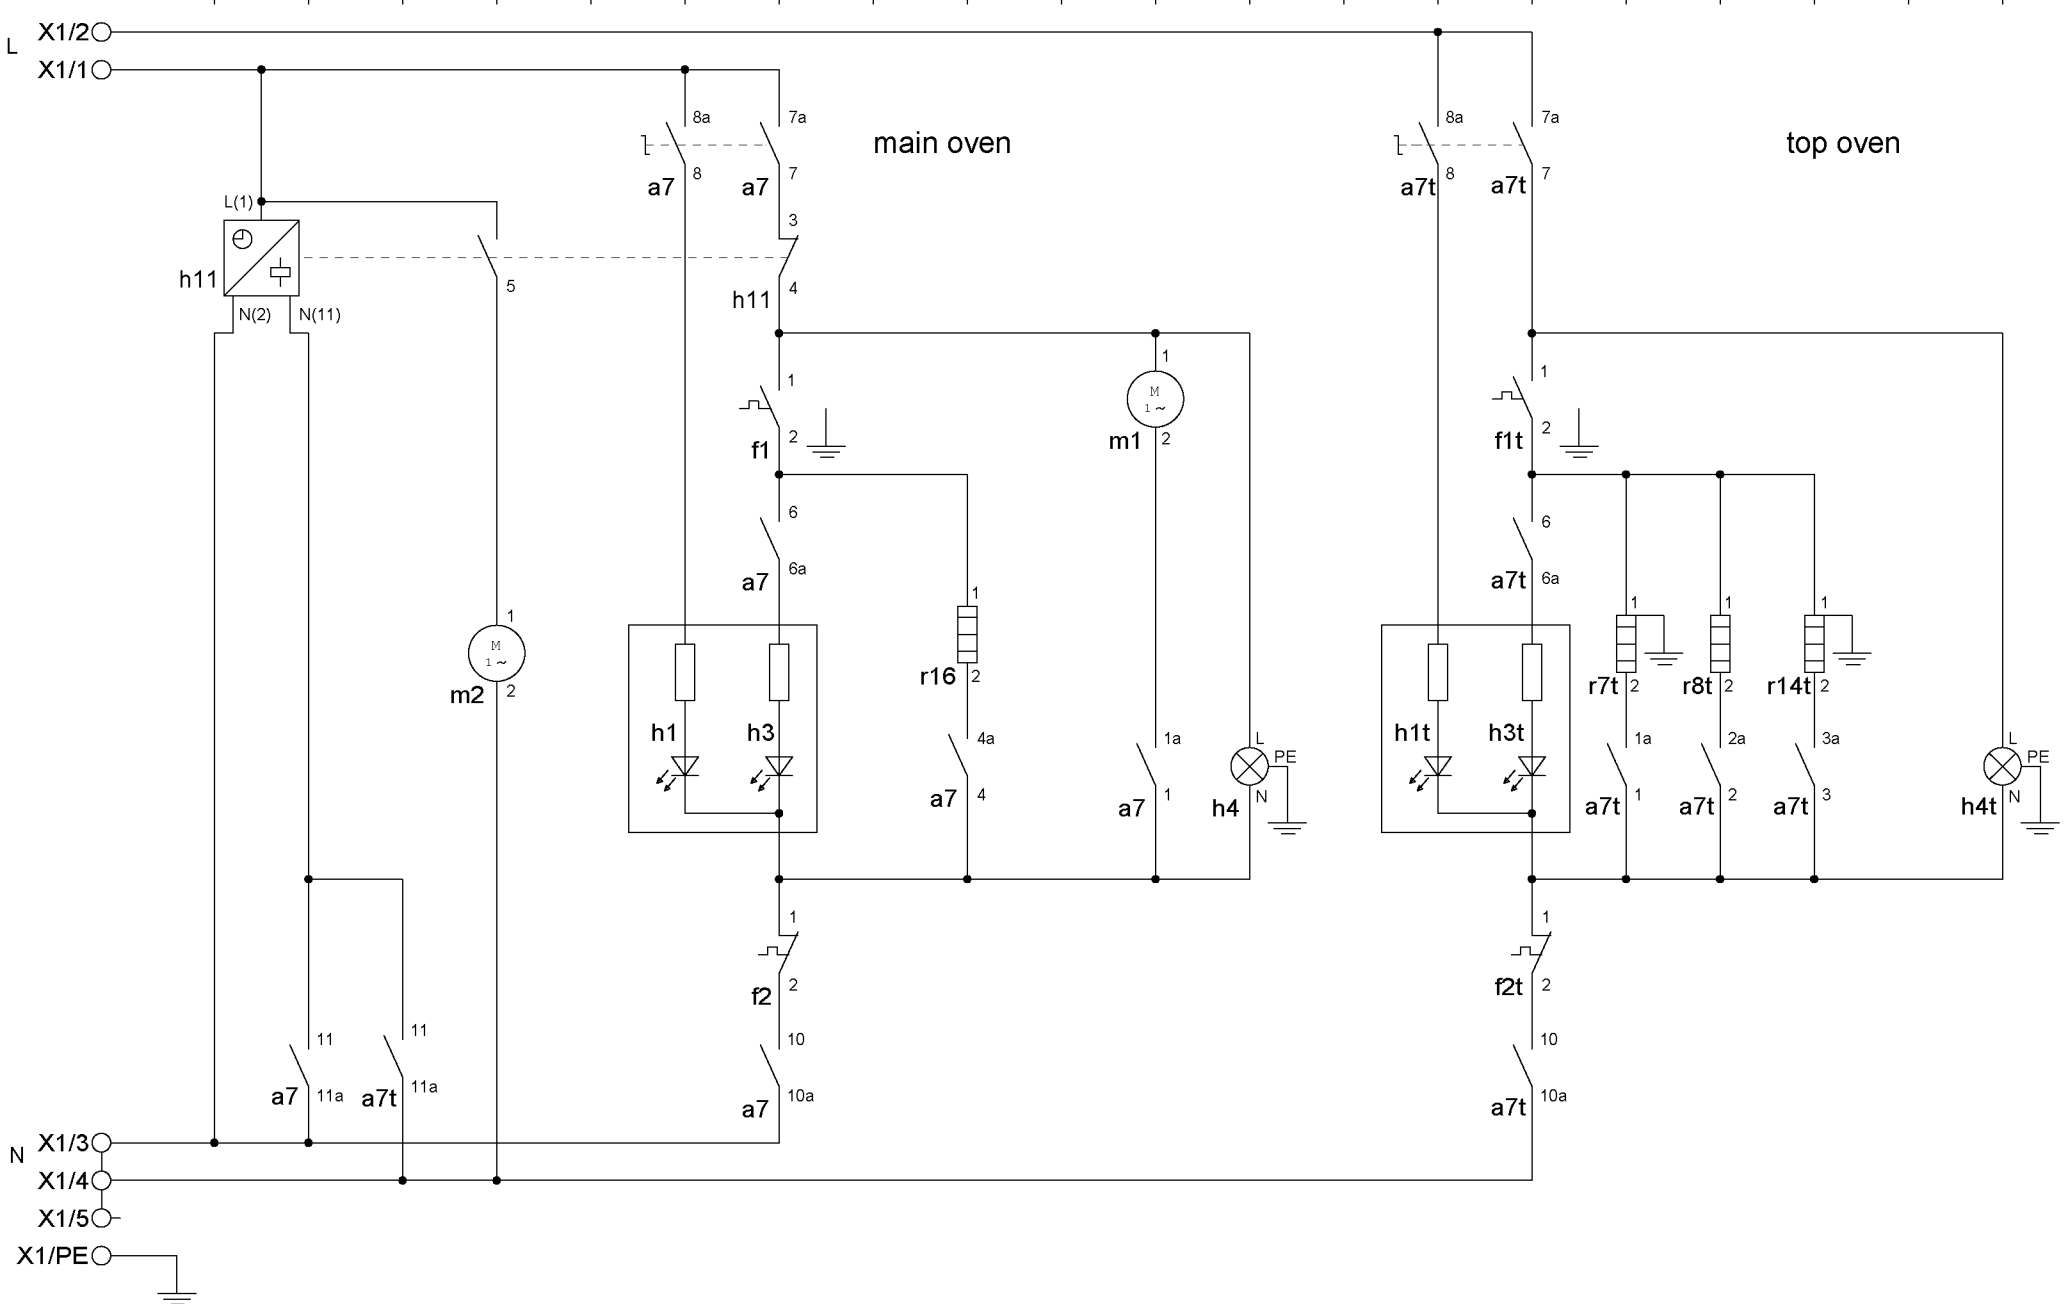 X1/2
L
X1/1
8a 7a 8a 7a
main oven top oven
8 7 8 7
a7 a7 a7t a7t
L(1) 3
h11 5 4
h11
N(2) N(11)
1 1 1
M
1 ~
f1 2 m1 2 f1t 2
6 6
a7 6a a7t 6a
1 1 1 1 1
M
1 ~
m2 2 r16 2 r7t 2 r8t 2 r14t 2
h1 h3 h1t h3t
4a 1a L 1a 2a 3a L
PE PE
a7 4 a7 1 h4 N a7t 1 a7t 2 a7t 3 h4t N
1 1
f2 2 f2t 2
11 11 10 10
a7 11a a7t 11a a7 10a a7t 10a
X1/3
N
X1/4
X1/5
X1/PE